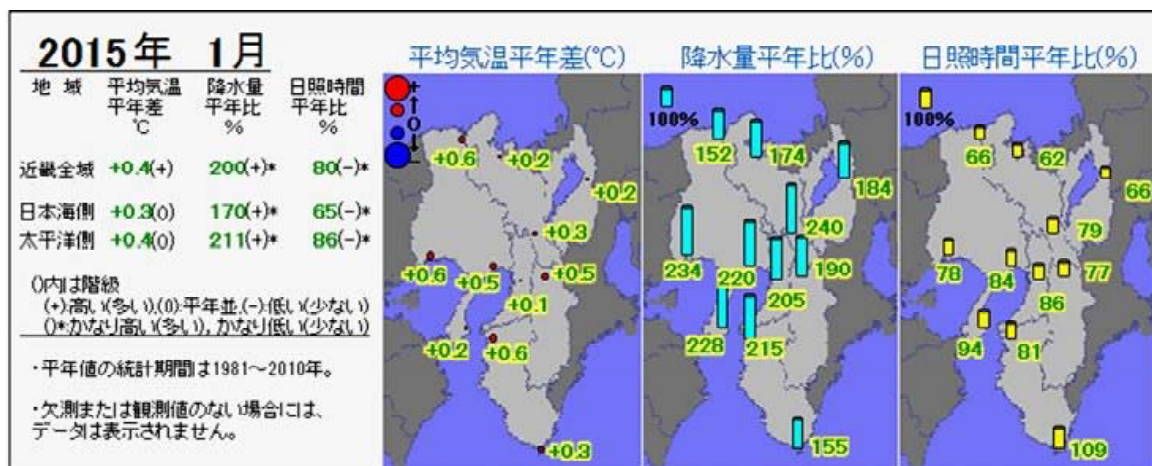 2015年 1月
地 域 平均気温 降水量 日照時間
平年差 平年比 平年比
℃ % %
近畿全域 +0.4(+) 200(+)* 80(-)*
日本海側 +0.3(0) 170(+)* 65(-)*
太平洋側 +0.4(0) 211(+)* 86(-)*
()内は階級
(+):高い(多い),(0):平年並,(-):低い(少ない)
()*:かなり高い(多い),かなり低い(少ない)
・平年値の統計期間は1981～2010年。
・欠測または観測値のない場合には、
データは表示されません。
平均気温平年差(℃)
+
↑
0
↓
-
+0.6
+0.2
+0.2
+0.3
+0.6
+0.5
+0.5
+0.1
+0.2
+0.6
+0.3
降水量平年比(%)
100%
152
174
184
240
234
220
190
205
228
215
155
日照時間平年比(%)
100%
66
62
66
79
78
84
77
86
94
81
109